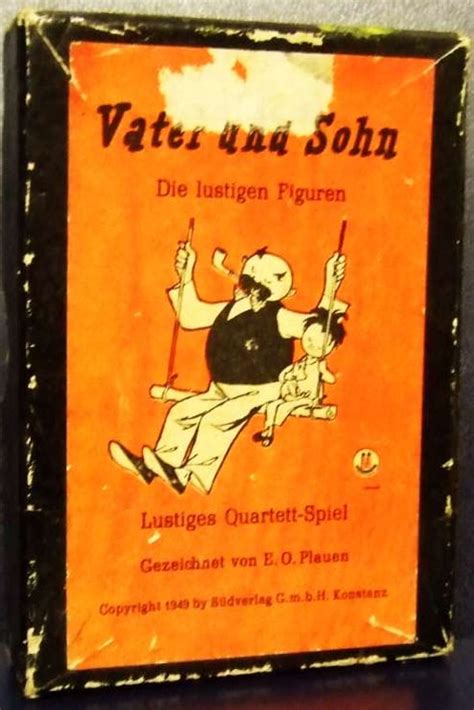 Vater und Sohn
Die lustigen Figuren
Lustiges Quartett-Spiel
Gezeichnet von E. O. Plauen
Copyright 1949 by Südverlag G.m.b.H. Konstanz